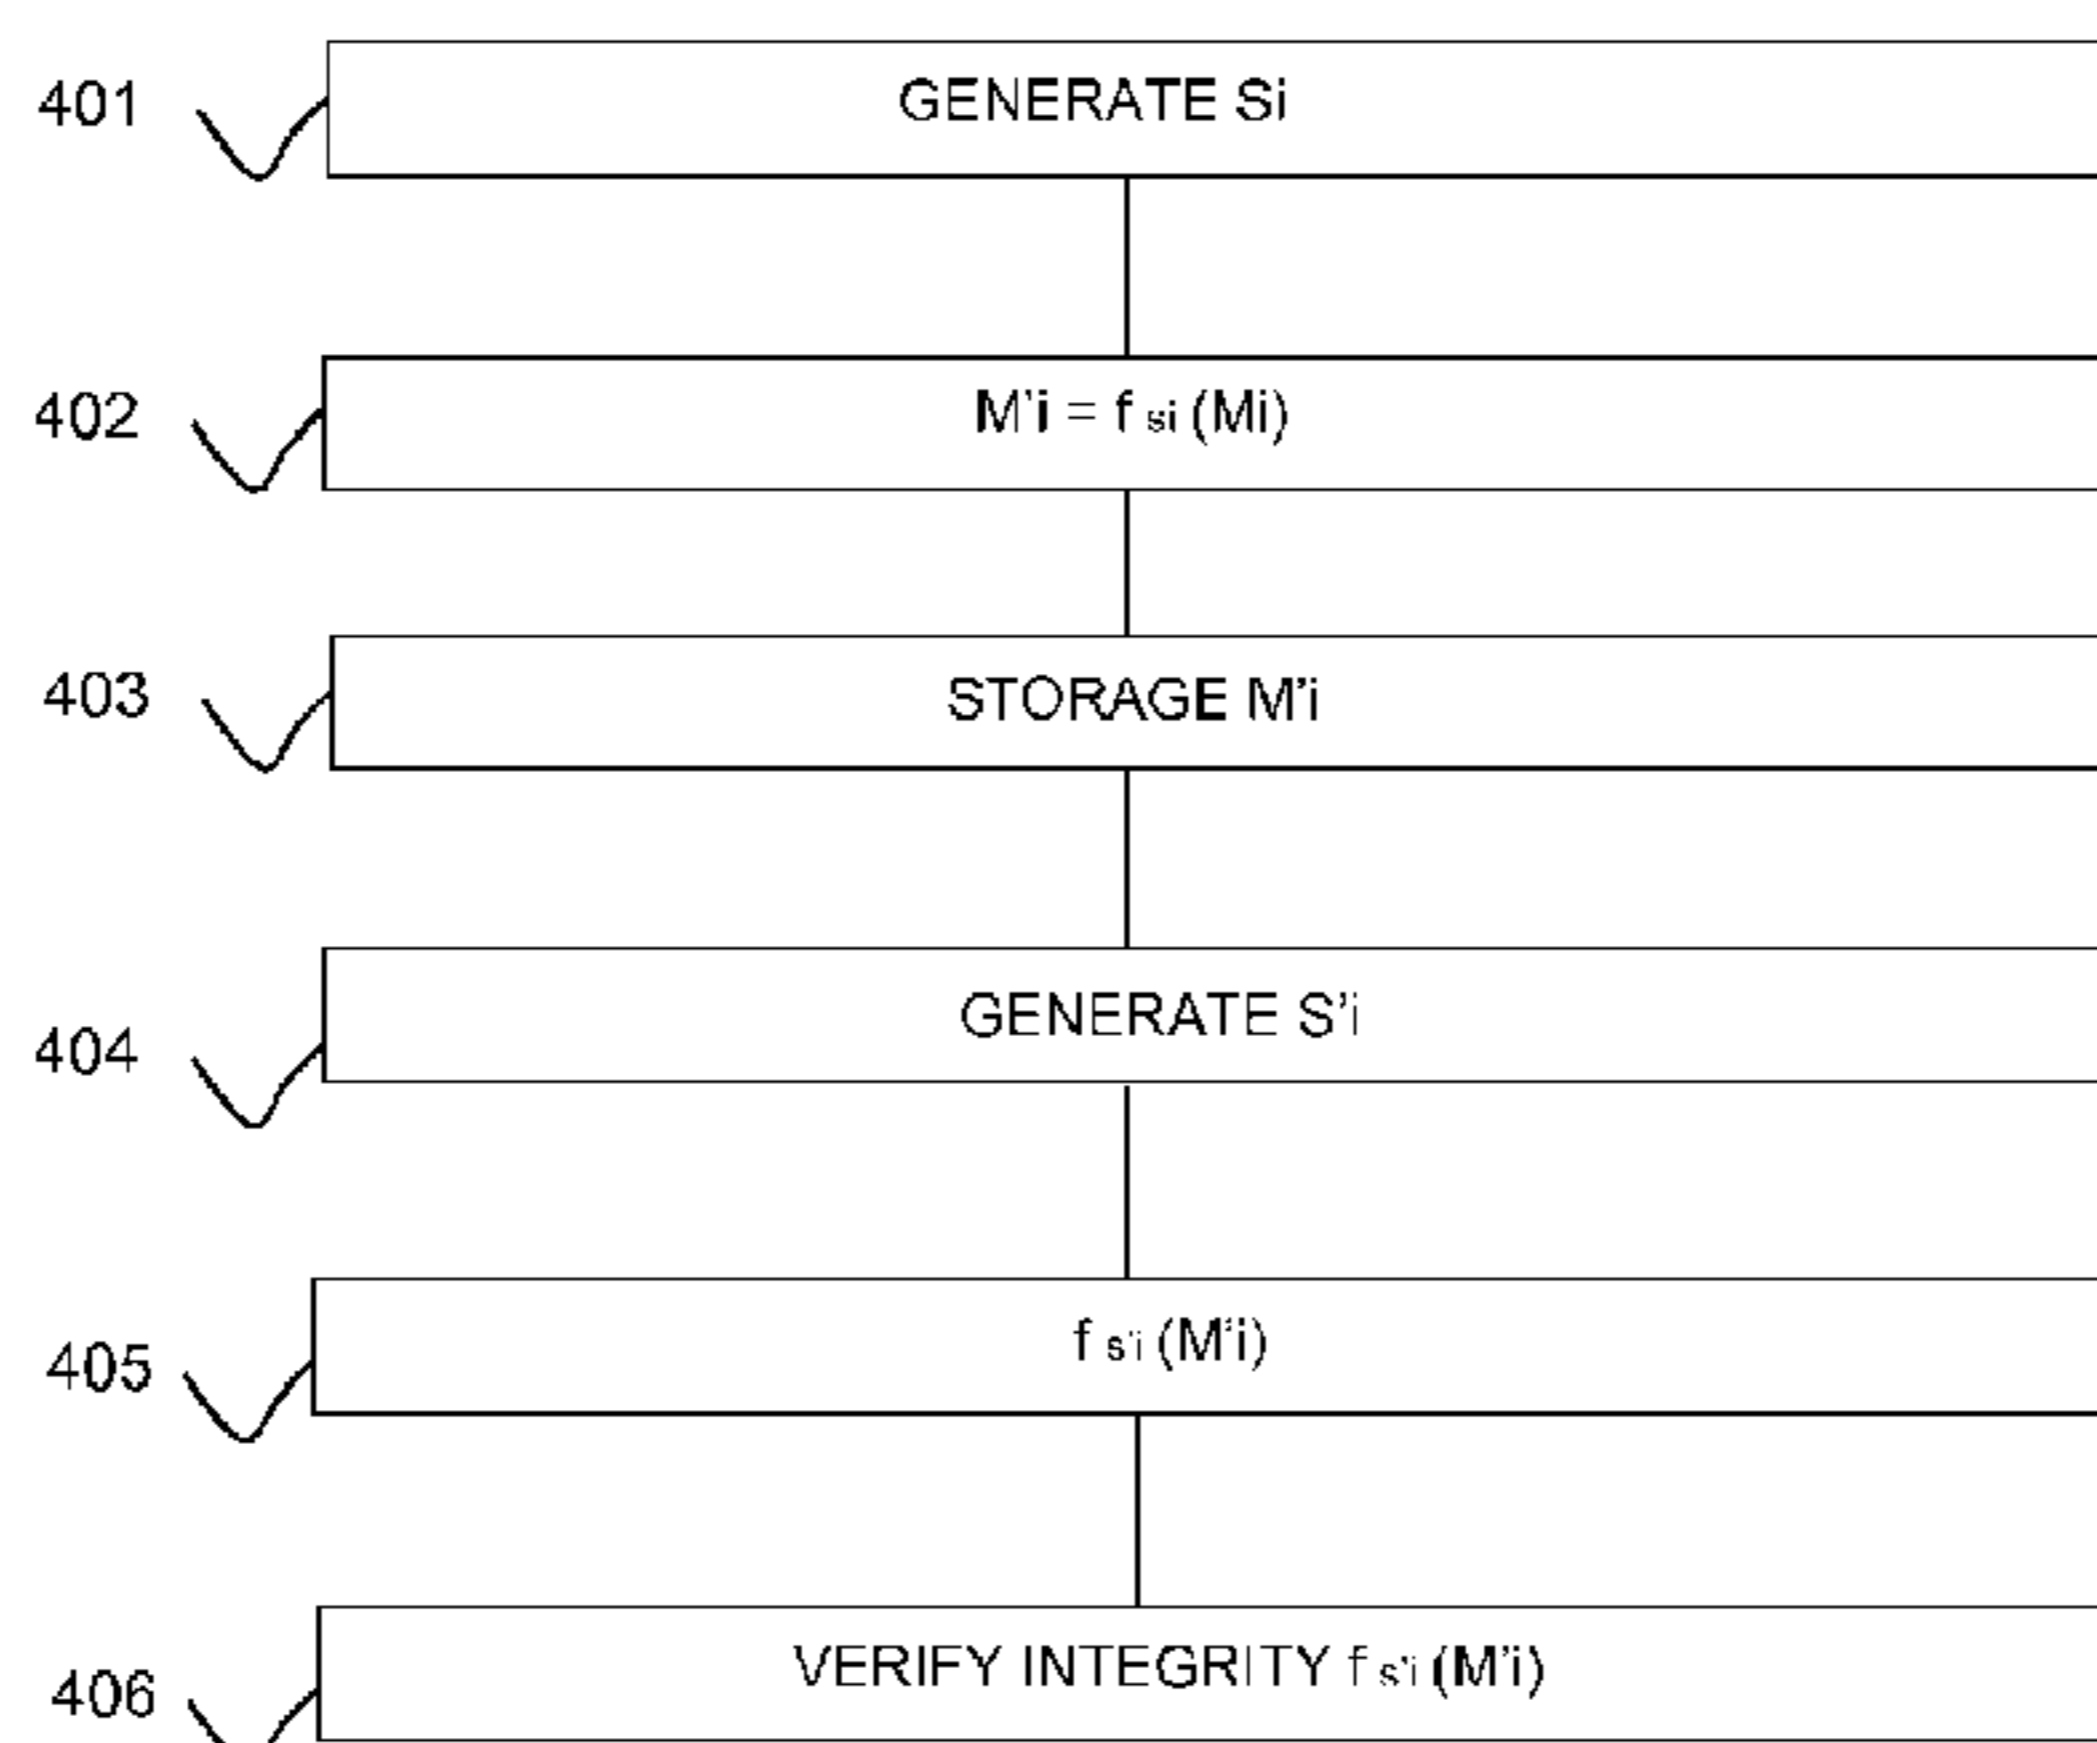 401 GENERATE Si
402 M'i = f si (Mi)
403 STORAGE M'i
404 GENERATE S'i
405 f s'i (M'i)
406 VERIFY INTEGRITY f s'i (M'i)